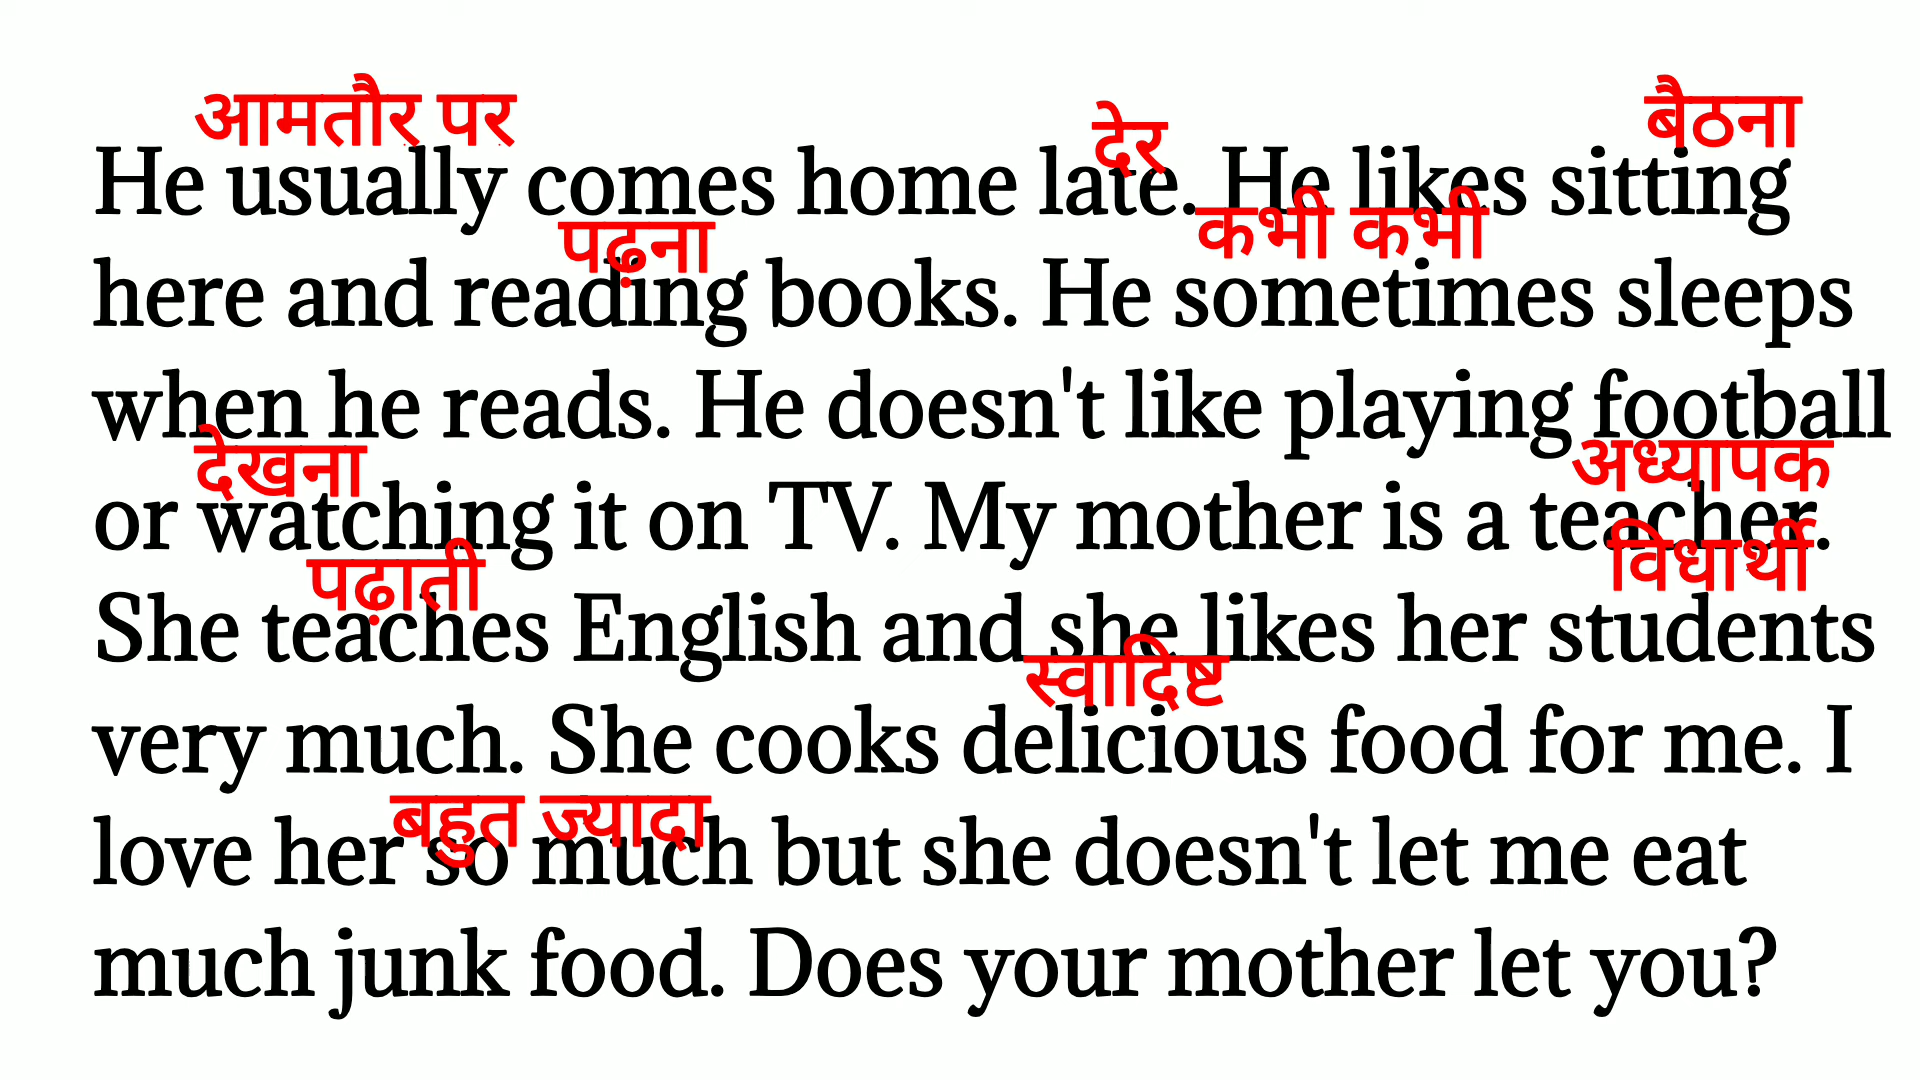 आमतौर पर देर बैठना
He usually comes home late. He likes sitting
पढ़ना कभी कभी
here and reading books. He sometimes sleeps
when he reads. He doesn't like playing football
देखना अध्यापक
or watching it on TV. My mother is a teacher.
पढ़ाती विधार्थी
She teaches English and she likes her students
स्वादिष्ट
very much. She cooks delicious food for me. I
बहुत ज्यादा
love her so much but she doesn't let me eat
much junk food. Does your mother let you?